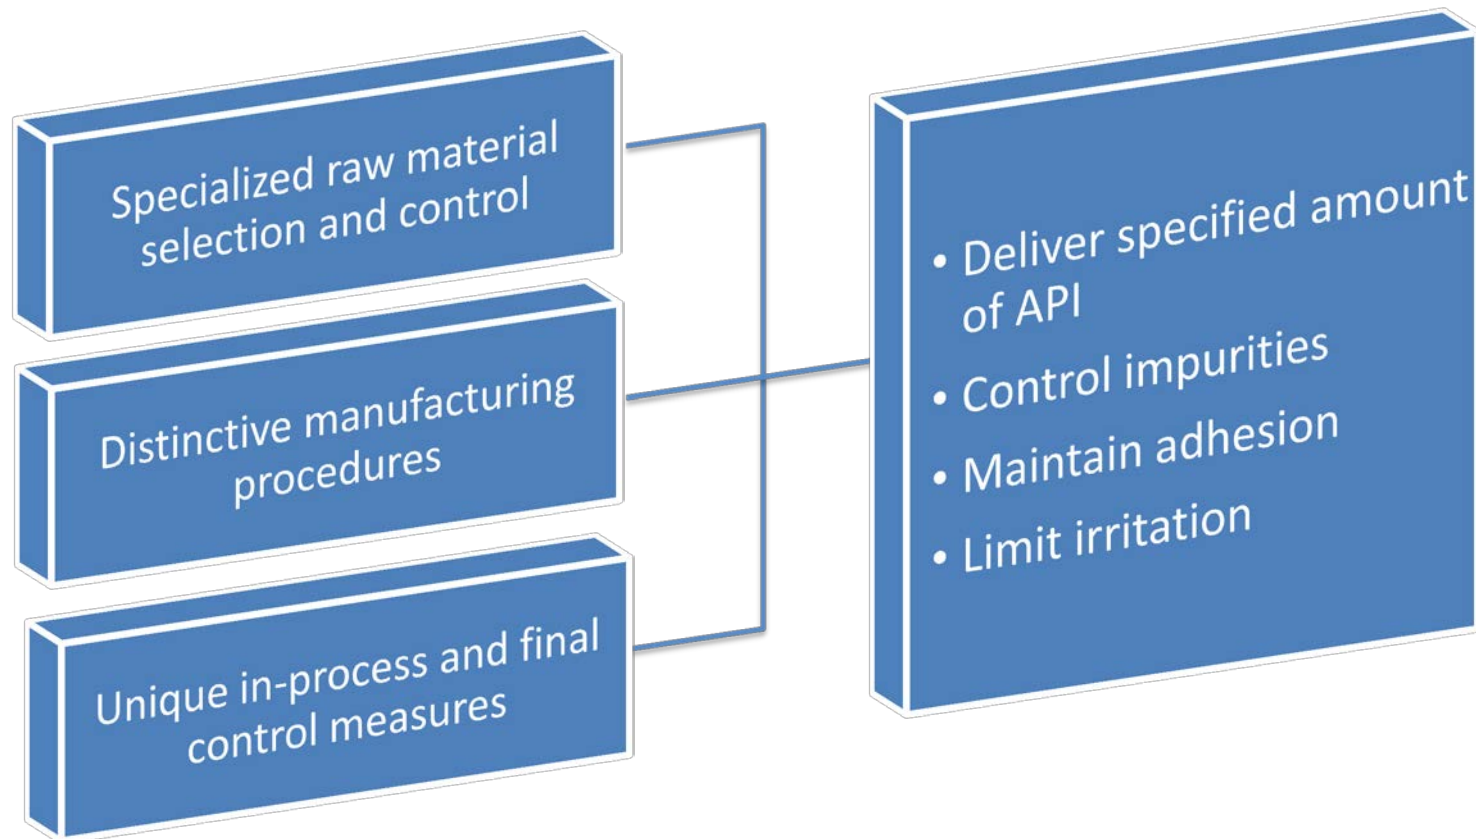 Specialized raw material
selection and control
Distinctive manufacturing
procedures
Unique in-process and final
control measures
• Deliver specified amount
of API
• Control impurities
• Maintain adhesion
• Limit irritation